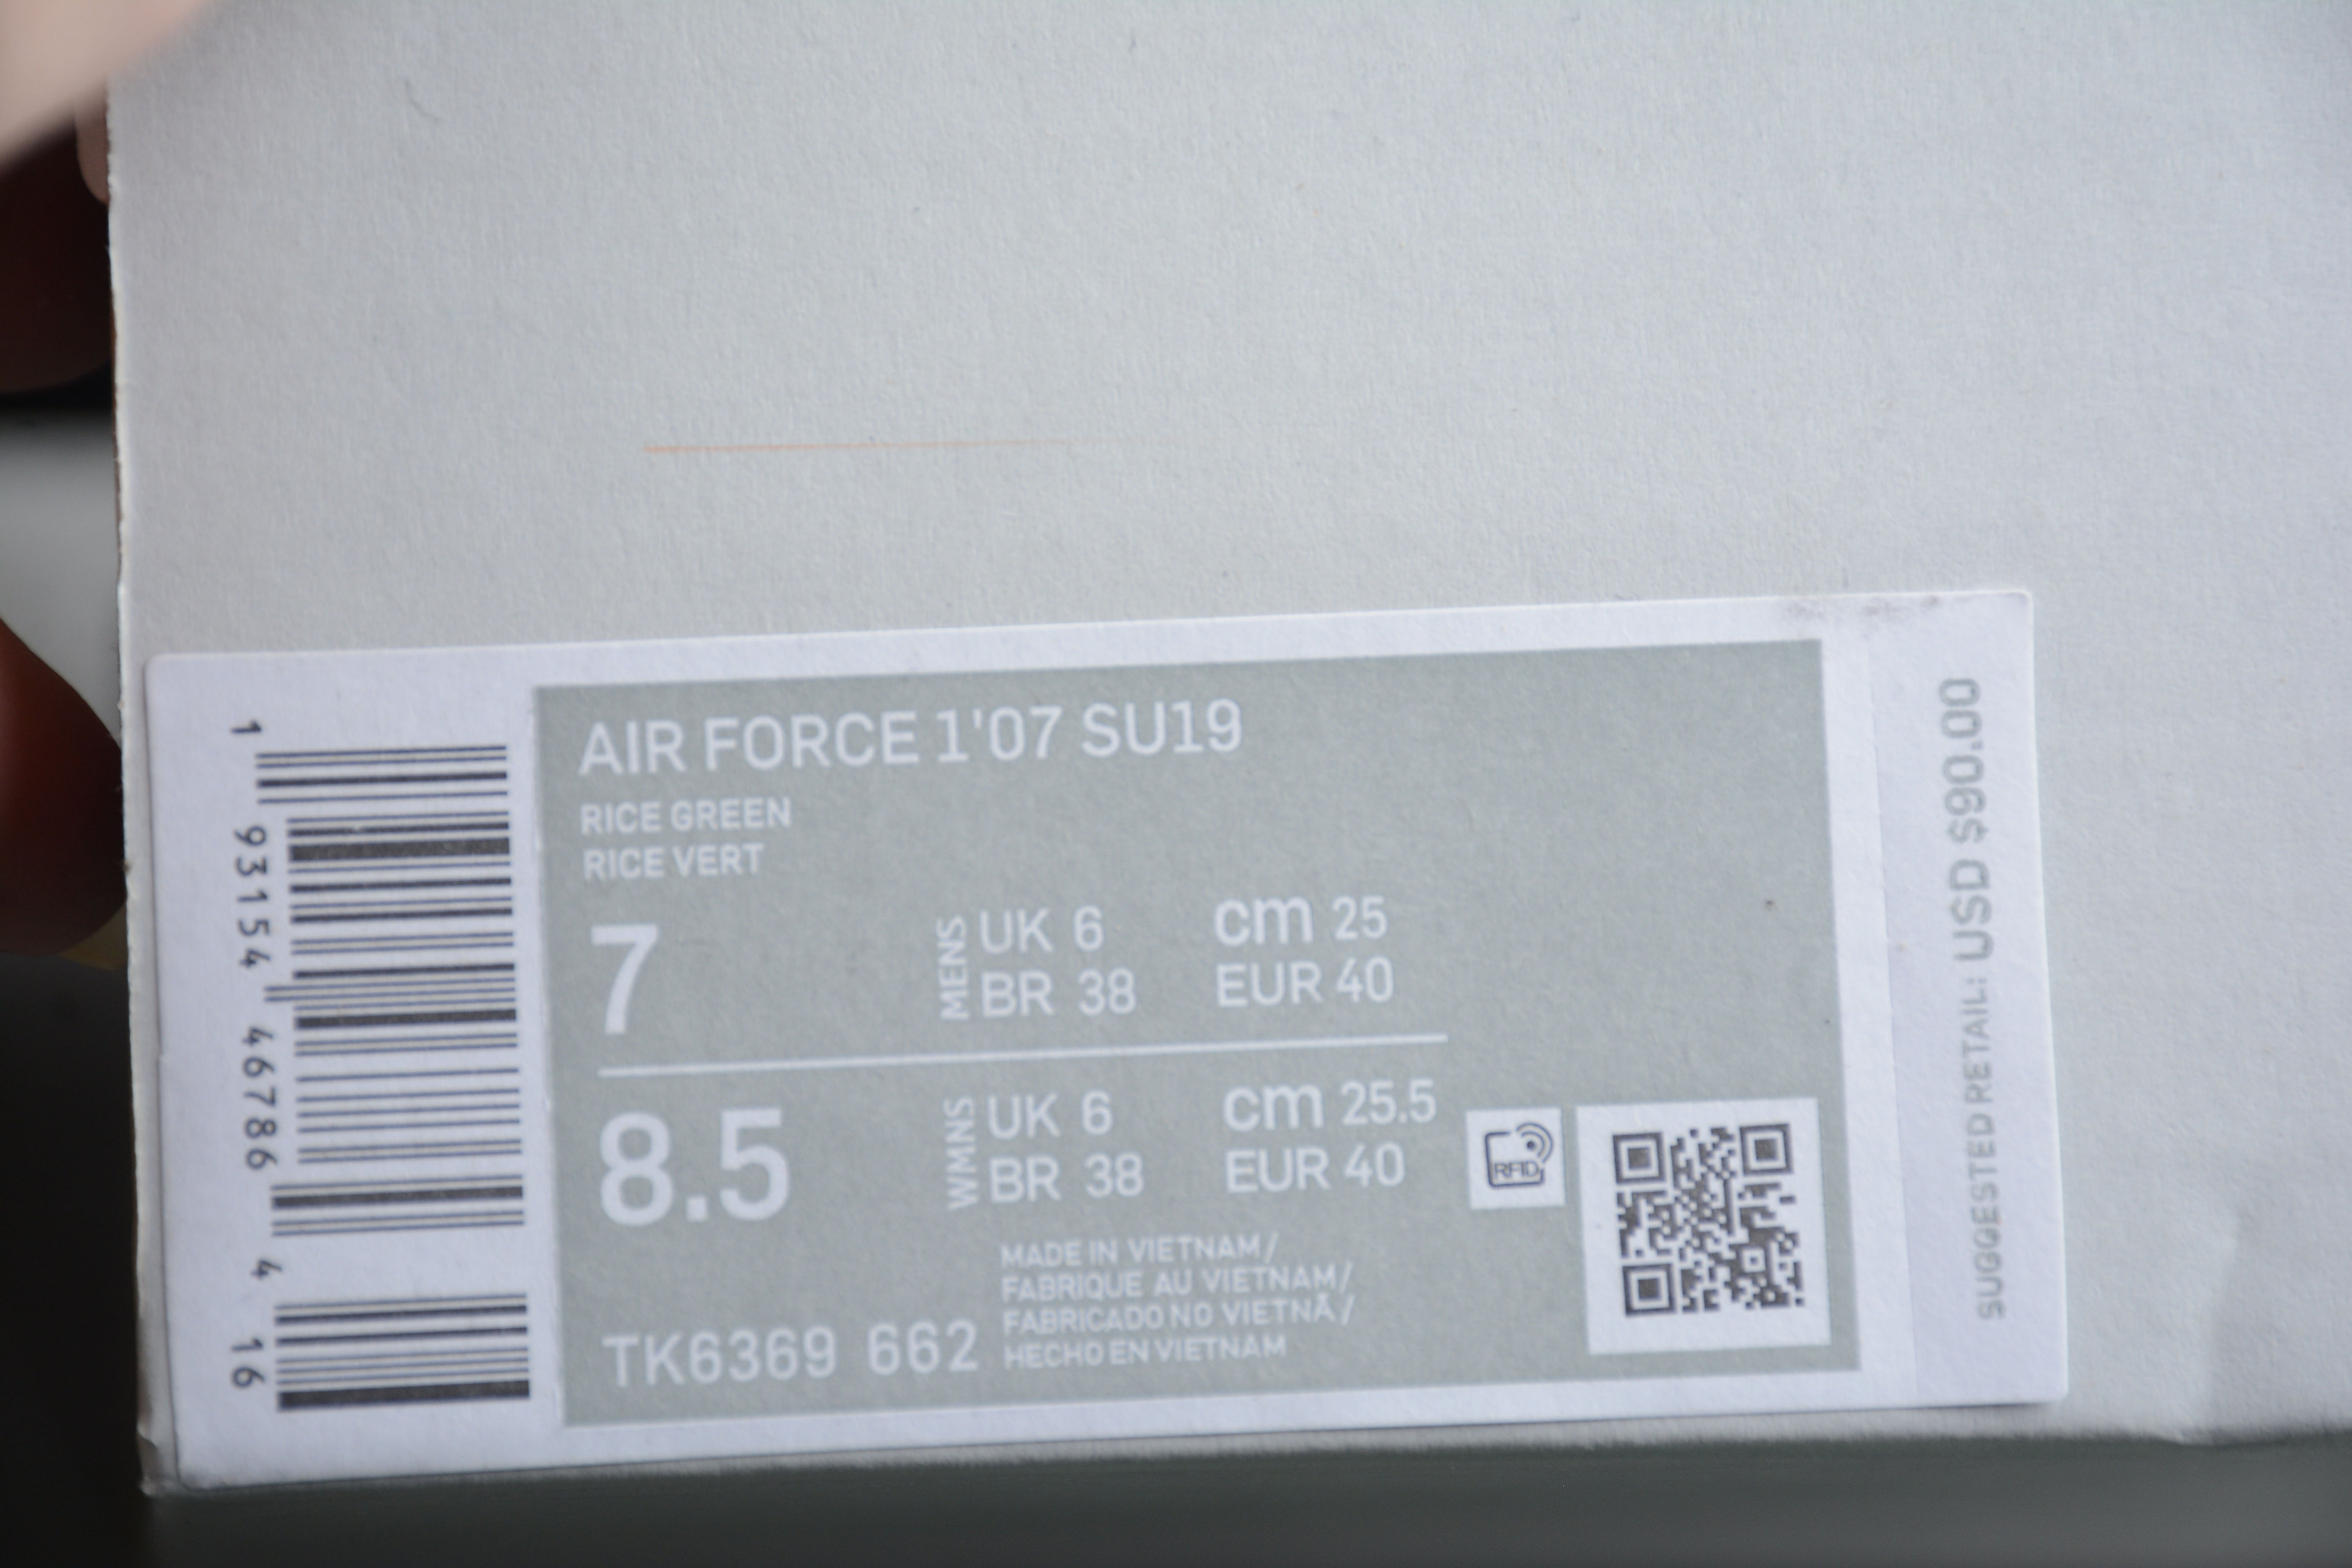 AIR FORCE 1'07 SU19
RICE GREEN
RICE VERT
7
MENS
UK 6 cm 25
BR 38 EUR 40
8.5
WMNS
UK 6 cm 25.5
BR 38 EUR 40
RFID
MADE IN VIETNAM/
FABRIQUE AU VIETNAM/
FABRICADO NO VIETNÃ/
HECHO EN VIETNAM
TK6369 662
1 93154 46786 4 16
SUGGESTED RETAIL: USD $90.00